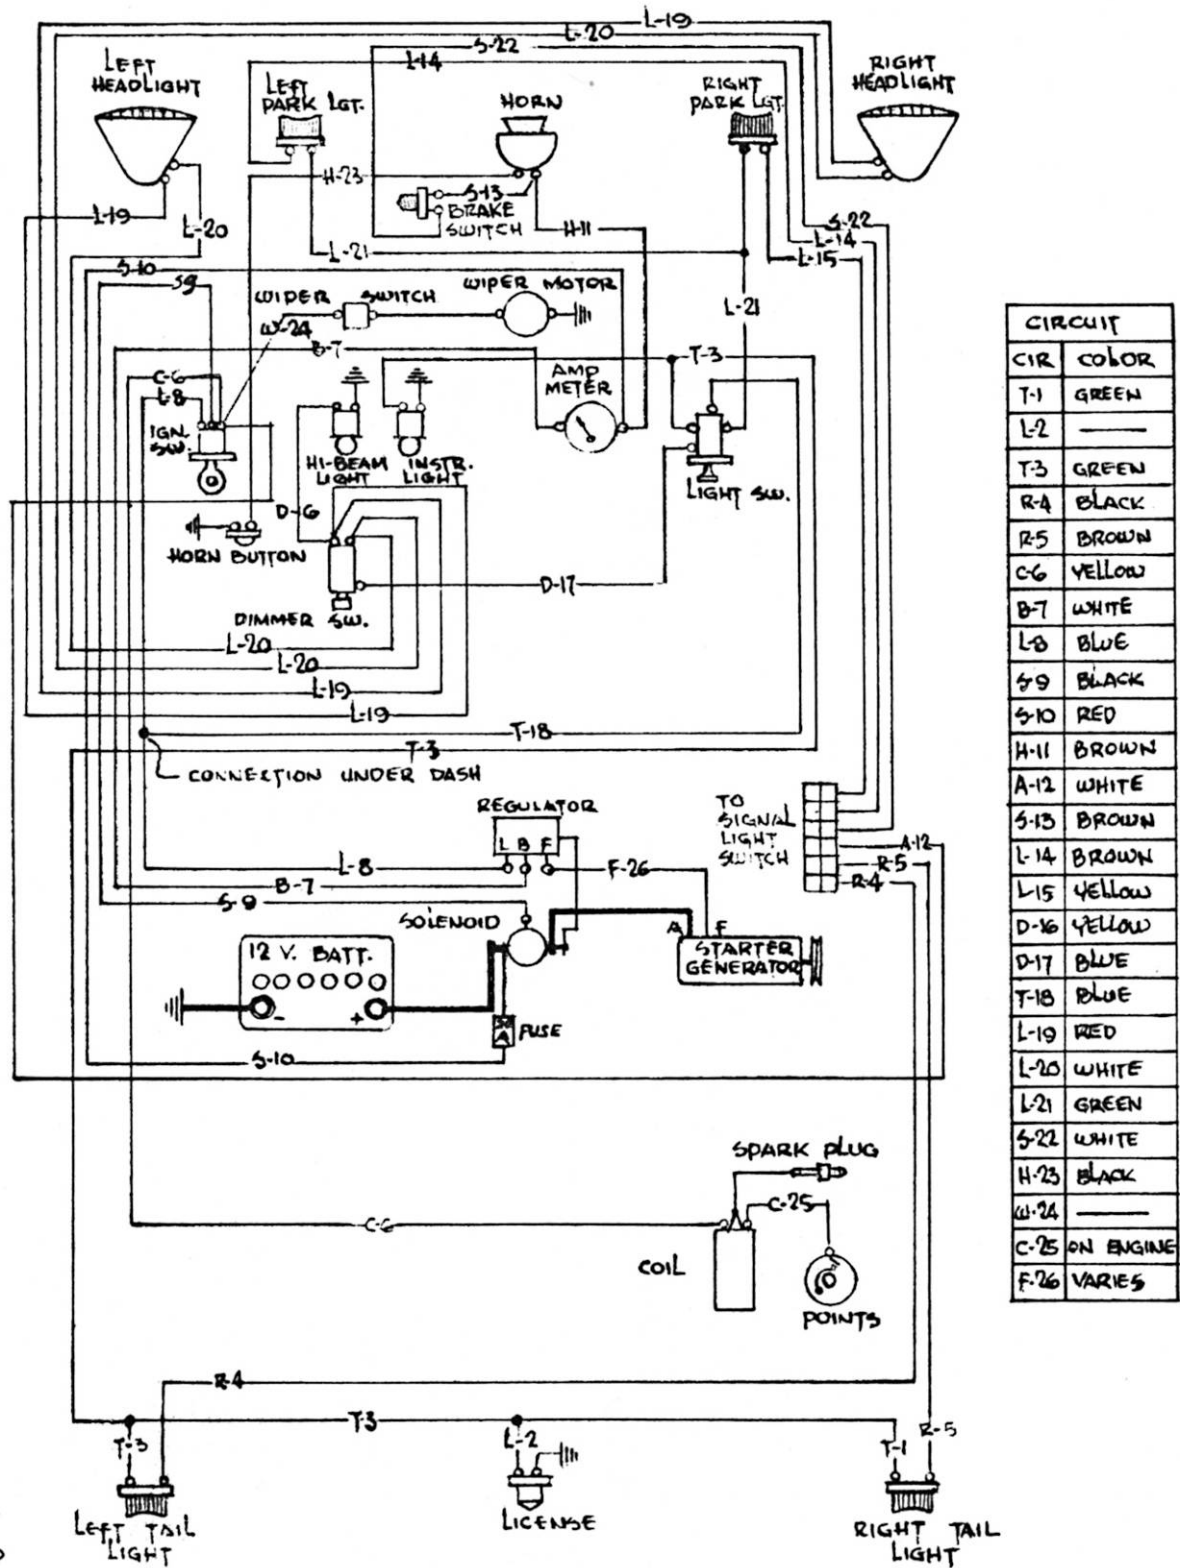 L-19
L-20
S-22
L-14
LEFT
HEADLIGHT
LEFT
PARK LGT.
HORN
RIGHT
PARK LGT.
RIGHT
HEADLIGHT
H-23
S-13
BRAKE
SWITCH
L-19
L-20
H-11
S-22
L-14
L-15
L-21
S-10
S9
WIPER SWITCH
WIPER MOTOR
W-24
L-21
B-7
T-3
C-6
L-8
AMP
METER
IGN.
SW.
HI-BEAM
LIGHT
INSTR.
LIGHT
LIGHT SW.
D-6
HORN BUTTON
D-17
DIMMER SW.
L-20
L-20
L-19
L-19
T-18
T-3
CONNECTION UNDER DASH
REGULATOR
L B F
TO
SIGNAL
LIGHT
SWITCH
A-12
R-5
R-4
L-8
F-26
B-7
S-9
SOLENOID
A F
STARTER
GENERATOR
12 V. BATT.
- +
30
A
FUSE
S-10
SPARK PLUG
C-25
C-6
COIL
POINTS
R-4
T-3
T-3
L-2
T-1
R-5
LEFT TAIL
LIGHT
LICENSE
RIGHT TAIL
LIGHT
CIRCUIT
CIR COLOR
T-1 GREEN
L-2 ——
T-3 GREEN
R-4 BLACK
R-5 BROWN
C-6 YELLOW
B-7 WHITE
L-8 BLUE
S-9 BLACK
S-10 RED
H-11 BROWN
A-12 WHITE
S-13 BROWN
L-14 BROWN
L-15 YELLOW
D-16 YELLOW
D-17 BLUE
T-18 BLUE
L-19 RED
L-20 WHITE
L-21 GREEN
S-22 WHITE
H-23 BLACK
W-24 ——
C-25 ON ENGINE
F-26 VARIES